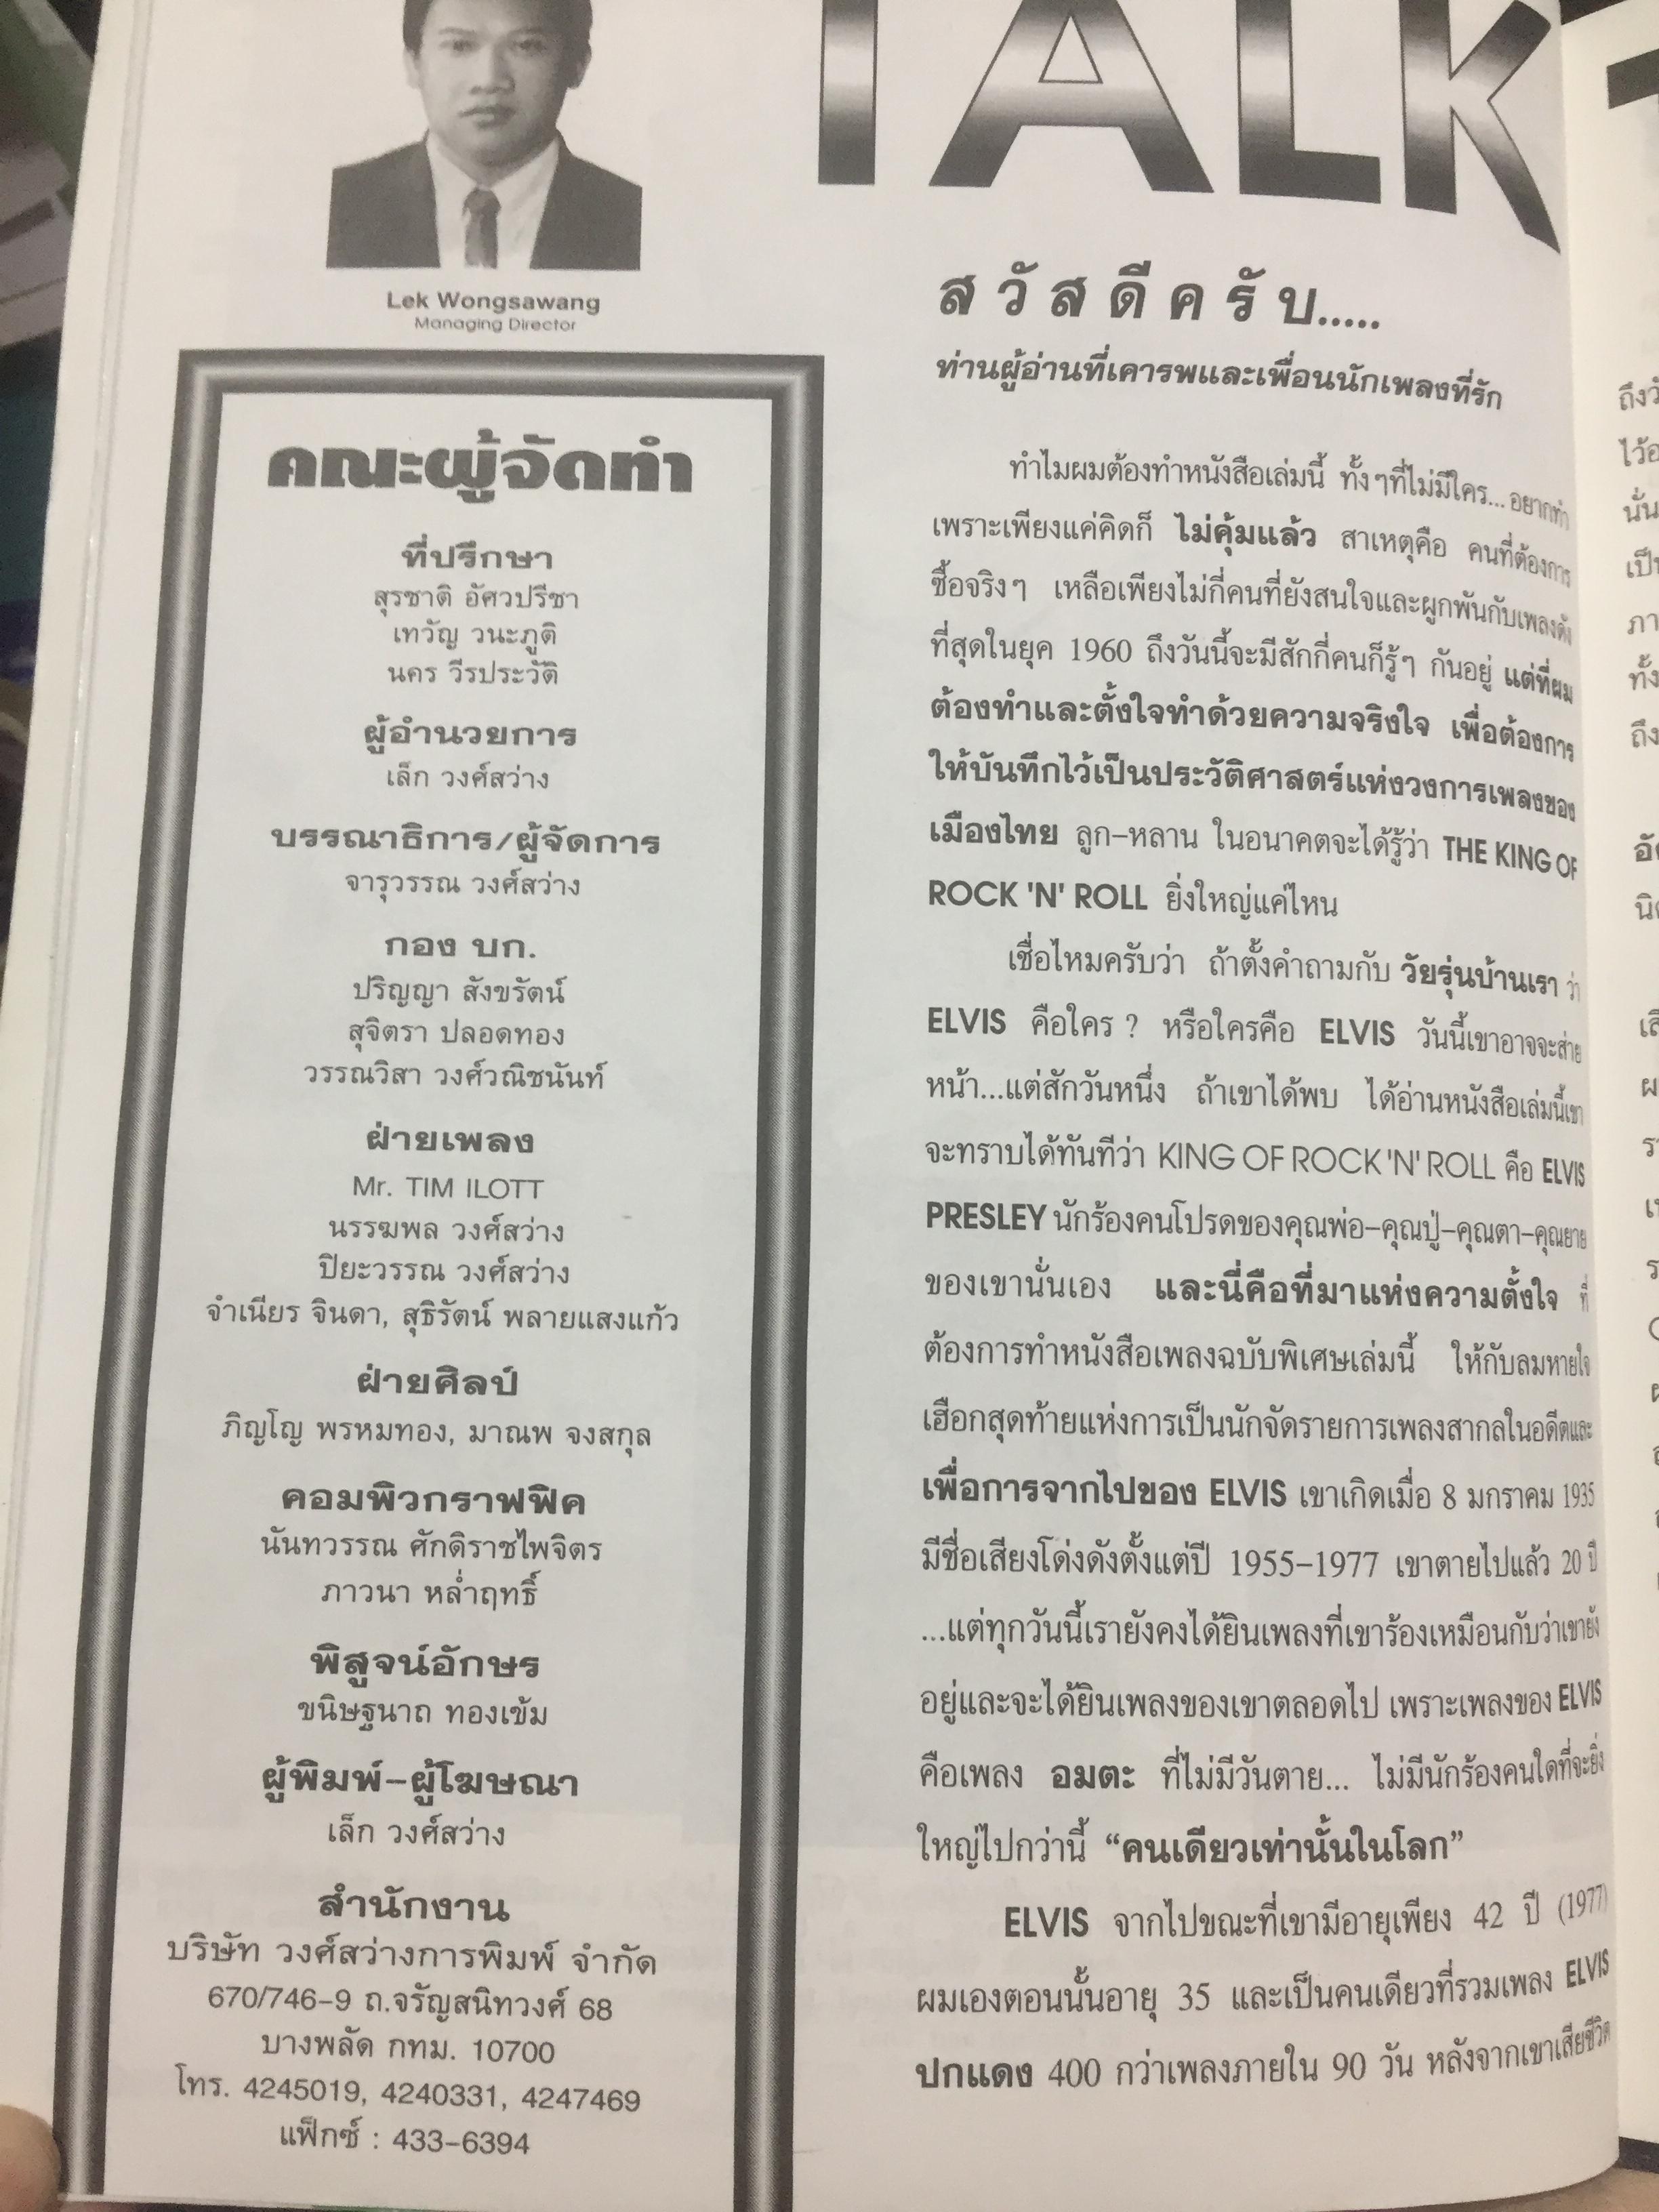 TALK
Lek Wongsawang
Managing Director
คณะผู้จัดทำ
ที่ปรึกษา
สุรชาติ อัศวปรีชา
เทวัญ วนะภูติ
นคร วีรประวัติ
ผู้อำนวยการ
เล็ก วงศ์สว่าง
บรรณาธิการ/ผู้จัดการ
จารุวรรณ วงศ์สว่าง
กอง บก.
ปริญญา สังขรัตน์
สุจิตรา ปลอดทอง
วรรณวิสา วงศ์วณิชนันท์
ฝ่ายเพลง
Mr. TIM ILOTT
นรรฆพล วงศ์สว่าง
ปิยะวรรณ วงศ์สว่าง
จำเนียร จินดา, สุธิรัตน์ พลายแสงแก้ว
ฝ่ายศิลป์
ภิญโญ พรหมทอง, มาณพ จงสกุล
คอมพิวกราฟฟิค
นันทวรรณ ศักดิราชไพจิตร
ภาวนา หล่ำฤทธิ์
พิสูจน์อักษร
ขนิษฐนาถ ทองเข้ม
ผู้พิมพ์-ผู้โฆษณา
เล็ก วงศ์สว่าง
สำนักงาน
บริษัท วงศ์สว่างการพิมพ์ จำกัด
670/746-9 ถ.จรัญสนิทวงศ์ 68
บางพลัด กทม. 10700
โทร. 4245019, 4240331, 4247469
แฟ็กซ์ : 433-6394
สวัสดีครับ.....
ท่านผู้อ่านที่เคารพและเพื่อนนักเพลงที่รัก
ทำไมผมต้องทำหนังสือเล่มนี้ ทั้งๆที่ไม่มีใคร...อยากทำ
เพราะเพียงแค่คิดก็ ไม่คุ้มแล้ว สาเหตุคือ คนที่ต้องการ
ซื้อจริงๆ เหลือเพียงไม่กี่คนที่ยังสนใจและผูกพันกับเพลงดัง
ที่สุดในยุค 1960 ถึงวันนี้จะมีสักกี่คนก็รู้ๆ กันอยู่ แต่ที่ผม
ต้องทำและตั้งใจทำด้วยความจริงใจ เพื่อต้องการ
ให้บันทึกไว้เป็นประวัติศาสตร์แห่งวงการเพลงของ
เมืองไทย ลูก-หลาน ในอนาคตจะได้รู้ว่า THE KING OF
ROCK 'N' ROLL ยิ่งใหญ่แค่ไหน
เชื่อไหมครับว่า ถ้าตั้งคำถามกับ วัยรุ่นบ้านเรา ว่า
ELVIS คือใคร ? หรือใครคือ ELVIS วันนี้เขาอาจจะส่าย
หน้า...แต่สักวันหนึ่ง ถ้าเขาได้พบ ได้อ่านหนังสือเล่มนี้เขา
จะทราบได้ทันทีว่า KING OF ROCK 'N' ROLL คือ ELVIS
PRESLEY นักร้องคนโปรดของคุณพ่อ-คุณปู่-คุณตา-คุณยาย
ของเขานั่นเอง และนี่คือที่มาแห่งความตั้งใจ ที่
ต้องการทำหนังสือเพลงฉบับพิเศษเล่มนี้ ให้กับลมหายใจ
เฮือกสุดท้ายแห่งการเป็นนักจัดรายการเพลงสากลในอดีตและ
เพื่อการจากไปของ ELVIS เขาเกิดเมื่อ 8 มกราคม 1935
มีชื่อเสียงโด่งดังตั้งแต่ปี 1955-1977 เขาตายไปแล้ว 20 ปี
...แต่ทุกวันนี้เรายังคงได้ยินเพลงที่เขาร้องเหมือนกับว่าเขายัง
อยู่และจะได้ยินเพลงของเขาตลอดไป เพราะเพลงของ ELVIS
คือเพลง อมตะ ที่ไม่มีวันตาย... ไม่มีนักร้องคนใดที่จะยิ่ง
ใหญ่ไปกว่านี้ “คนเดียวเท่านั้นในโลก”
ELVIS จากไปขณะที่เขามีอายุเพียง 42 ปี (1977)
ผมเองตอนนั้นอายุ 35 และเป็นคนเดียวที่รวมเพลง ELVIS
ปกแดง 400 กว่าเพลงภายใน 90 วัน หลังจากเขาเสียชีวิต